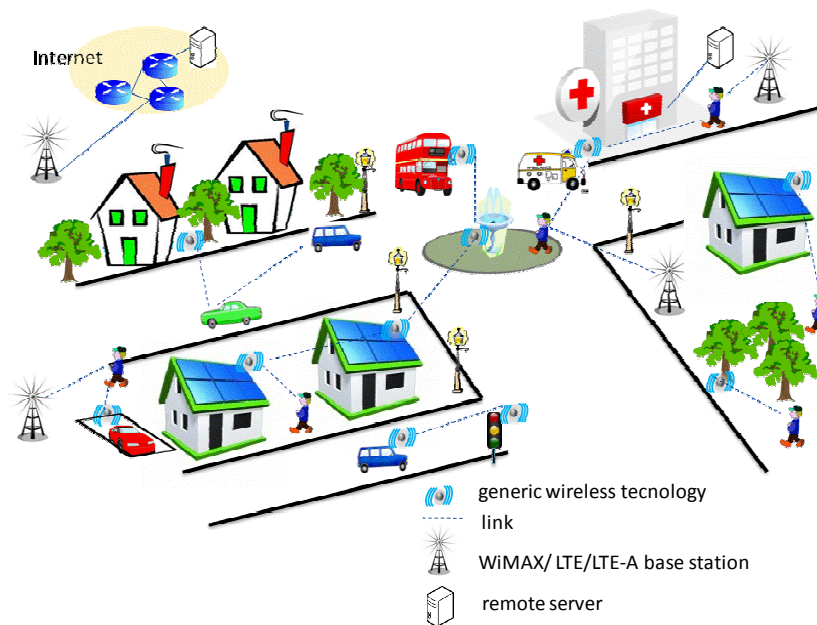 Internet
generic wireless tecnology
link
WiMAX/ LTE/LTE-A base station
remote server